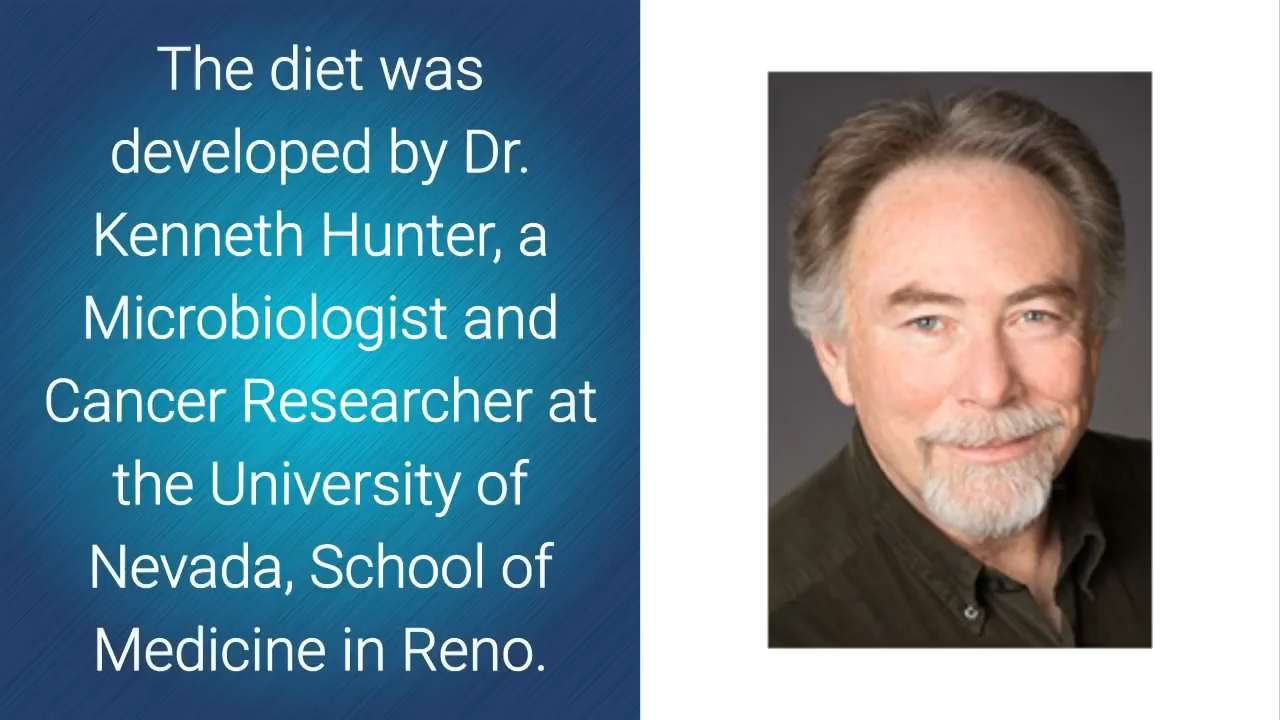 The diet was
developed by Dr.
Kenneth Hunter, a
Microbiologist and
Cancer Researcher at
the University of
Nevada, School of
Medicine in Reno.